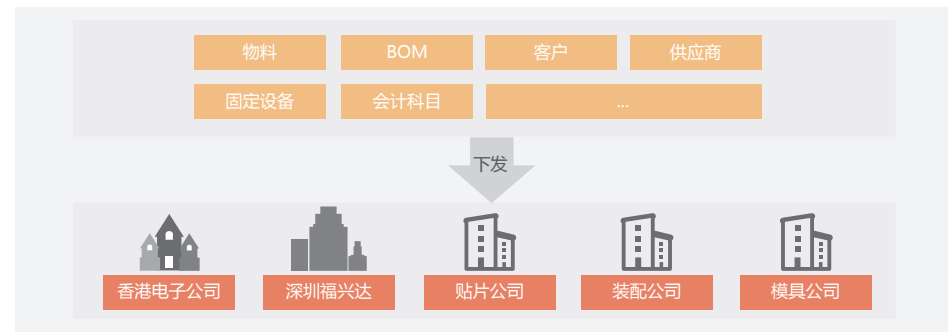 物料 BOM 客户 供应商
固定设备 会计科目 ...
下发
香港电子公司 深圳福兴达 贴片公司 装配公司 模具公司